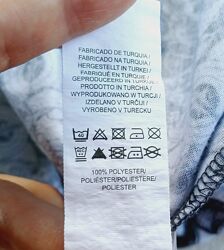 FABRICADO DE TURQUIA /
FABRICADO NA TURQUIA /
HERGESTELLT IN TURKEI /
FABRIQUÉ EN TURQUIE /
GEPRODUCEERD IN TURKIJE /
PRODOTTO IN TURCHIA /
WYPRODUKOWANO W TURCJI /
IZDELANO V TURČIJI /
VYROBENO V TURECKU
100% POLYESTER/
POLIÉSTER/POLIESTERE/
POLIESTER